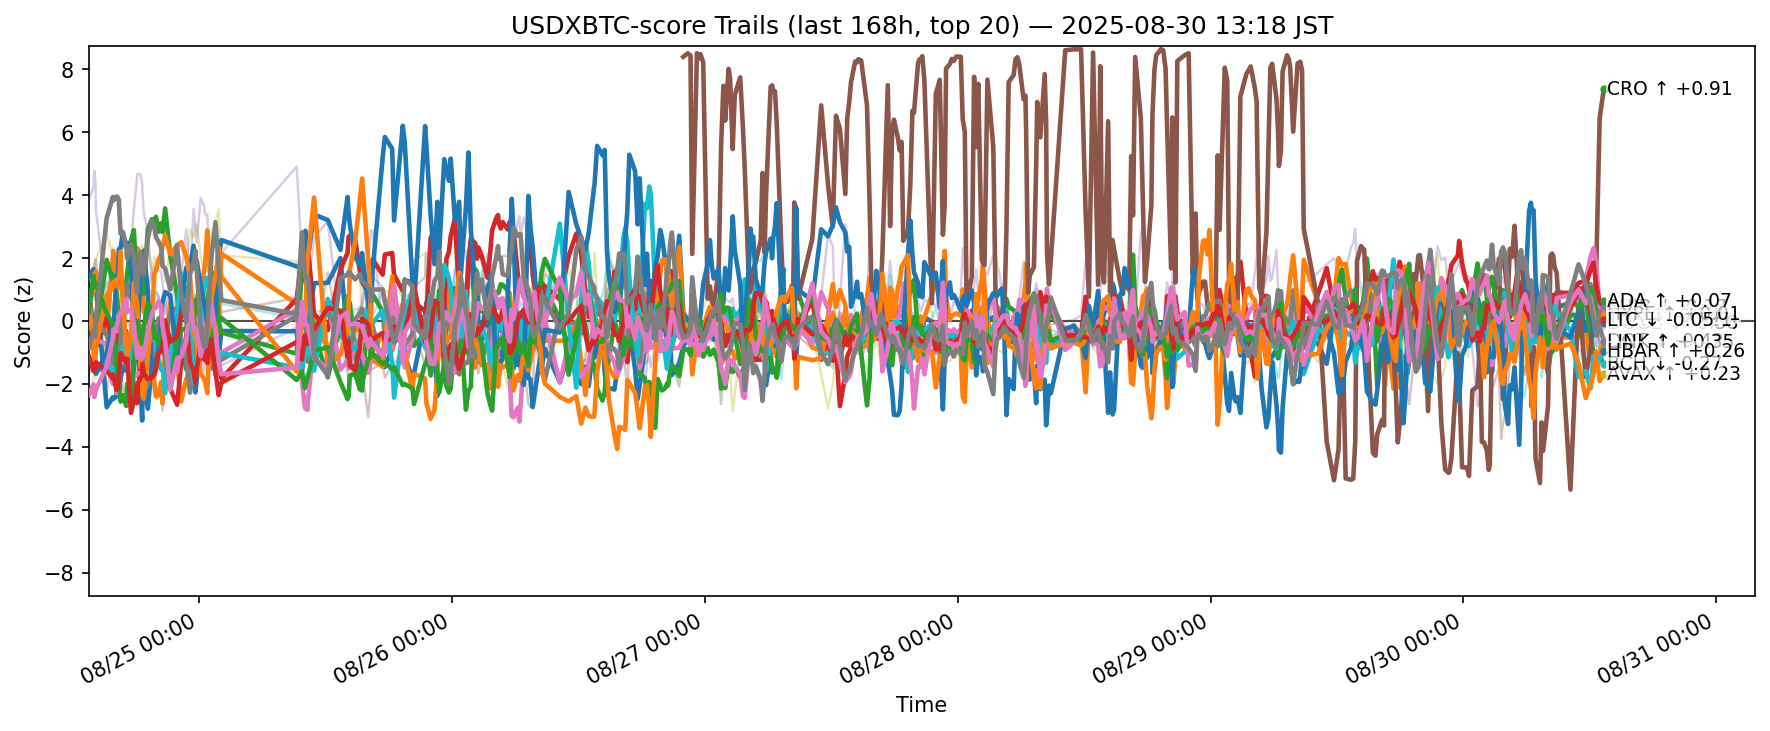 USDXBTC-score Trails (last 168h, top 20) — 2025-08-30 13:18 JST
Score (z)
8
6
4
2
0
−2
−4
−6
−8
CRO ↑ +0.91
ADA ↑ +0.07
LTC ↓ -0.05
HBAR ↑ +0.26
BCH ↓ -0.27
AVAX ↑ +0.23
08/25 00:00
08/26 00:00
08/27 00:00
08/28 00:00
08/29 00:00
08/30 00:00
08/31 00:00
Time